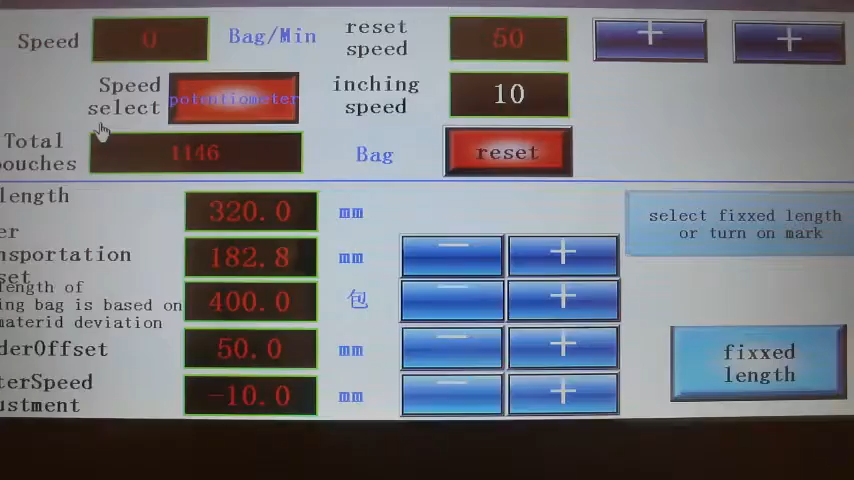 Speed 0 Bag/Min reset speed 50 + +
Speed select potentiometer inching speed 10
Total pouches 1146 Bag reset
length 320.0 mm select fixxed length or turn on mark
er
nsportation 182.8 mm − +
set
length of
ing bag is based on 400.0 包 − +
materid deviation
derOffset 50.0 mm − + fixxed length
terSpeed
ustment -10.0 mm − +